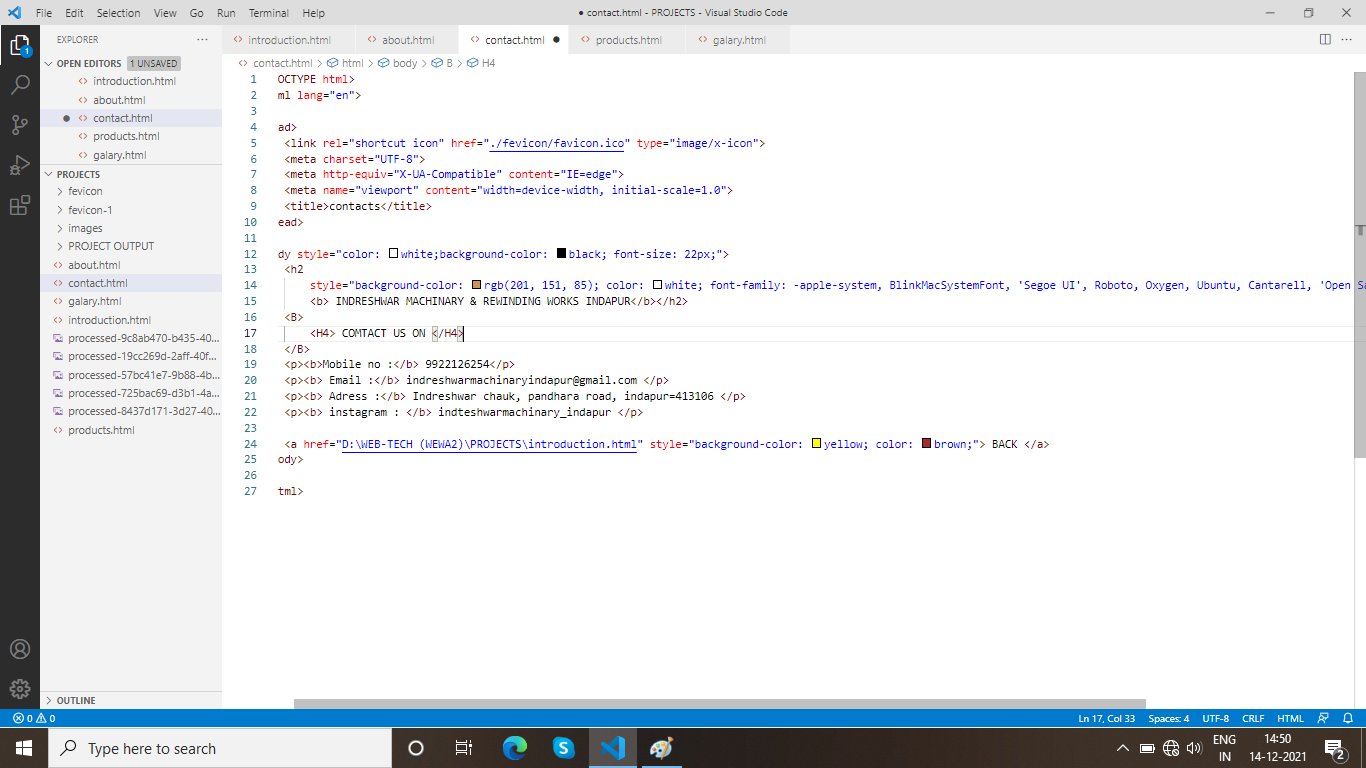 File Edit Selection View Go Run Terminal Help
● contact.html - PROJECTS - Visual Studio Code
EXPLORER
introduction.html about.html contact.html products.html galary.html
OPEN EDITORS 1 UNSAVED
introduction.html
about.html
contact.html
products.html
galary.html
PROJECTS
fevicon
fevicon-1
images
PROJECT OUTPUT
about.html
contact.html
galary.html
introduction.html
processed-9c8ab470-b435-40...
processed-19cc269d-2aff-40f...
processed-57bc41e7-9b88-4b...
processed-725bac69-d3b1-4a...
processed-8437d171-3d27-40...
products.html
OUTLINE
contact.html > html > body > B > H4
1 OCTYPE html>
2 ml lang="en">
3
4 ad>
5 <link rel="shortcut icon" href="./fevicon/favicon.ico" type="image/x-icon">
6 <meta charset="UTF-8">
7 <meta http-equiv="X-UA-Compatible" content="IE=edge">
8 <meta name="viewport" content="width=device-width, initial-scale=1.0">
9 <title>contacts</title>
10 ead>
11
12 dy style="color: white;background-color: black; font-size: 22px;">
13 <h2
14 style="background-color: rgb(201, 151, 85); color: white; font-family: -apple-system, BlinkMacSystemFont, 'Segoe UI', Roboto, Oxygen, Ubuntu, Cantarell, 'Open Sa
15 <b> INDRESHWAR MACHINARY & REWINDING WORKS INDAPUR</b></h2>
16 <B>
17 <H4> COMTACT US ON </H4>
18 </B>
19 <p><b>Mobile no :</b> 9922126254</p>
20 <p><b> Email :</b> indreshwarmachinaryindapur@gmail.com </p>
21 <p><b> Adress :</b> Indreshwar chauk, pandhara road, indapur=413106 </p>
22 <p><b> instagram : </b> indteshwarmachinary_indapur </p>
23
24 <a href="D:\WEB-TECH (WEWA2)\PROJECTS\introduction.html" style="background-color: yellow; color: brown;"> BACK </a>
25 ody>
26
27 tml>
0 0 Ln 17, Col 33 Spaces: 4 UTF-8 CRLF HTML
Type here to search
ENG
IN
14:50
14-12-2021
2